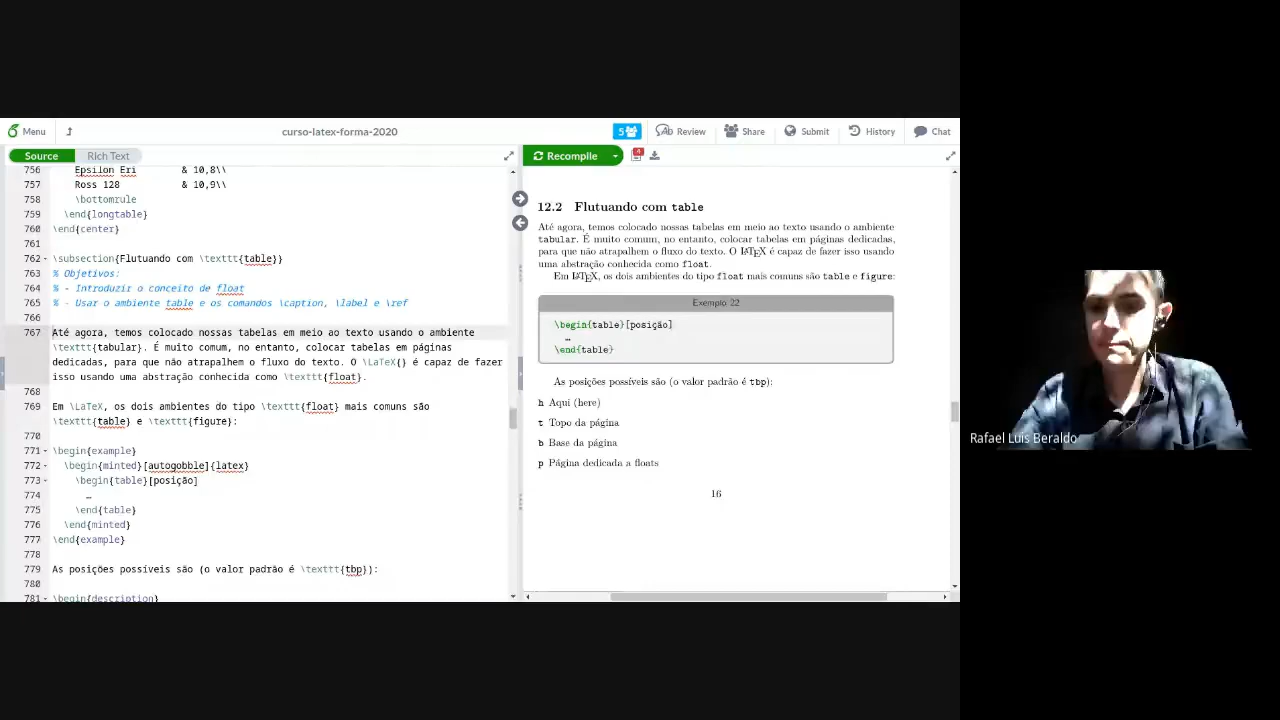 Menu
curso-latex-forma-2020
5
Review
Share
Submit
History
Chat
Source
Rich Text
Recompile
4
756 Epsilon Eri & 10,8\\
757 Ross 128 & 10,9\\
758 \bottomrule
759 \end{longtable}
760 \end{center}
761
762 \subsection{Flutuando com \texttt{table}}
763 % Objetivos:
764 % - Introduzir o conceito de float
765 % - Usar o ambiente table e os comandos \caption, \label e \ref
766
767 Até agora, temos colocado nossas tabelas em meio ao texto usando o ambiente
\texttt{tabular}. É muito comum, no entanto, colocar tabelas em páginas
dedicadas, para que não atrapalhem o fluxo do texto. O \LaTeX{} é capaz de fazer
isso usando uma abstração conhecida como \texttt{float}.
768
769 Em \LaTeX, os dois ambientes do tipo \texttt{float} mais comuns são
\texttt{table} e \texttt{figure}:
770
771 \begin{example}
772 \begin{minted}[autogobble]{latex}
773 \begin{table}[posição]
774 …
775 \end{table}
776 \end{minted}
777 \end{example}
778
779 As posições possíveis são (o valor padrão é \texttt{tbp}):
780
781 \begin{description}
12.2 Flutuando com table
Até agora, temos colocado nossas tabelas em meio ao texto usando o ambiente
tabular. É muito comum, no entanto, colocar tabelas em páginas dedicadas,
para que não atrapalhem o fluxo do texto. O LATEX é capaz de fazer isso usando
uma abstração conhecida como float.
Em LATEX, os dois ambientes do tipo float mais comuns são table e figure:
Exemplo 22
\begin{table}[posição]
…
\end{table}
As posições possíveis são (o valor padrão é tbp):
h Aqui (here)
t Topo da página
b Base da página
p Página dedicada a floats
16
Rafael Luis Beraldo